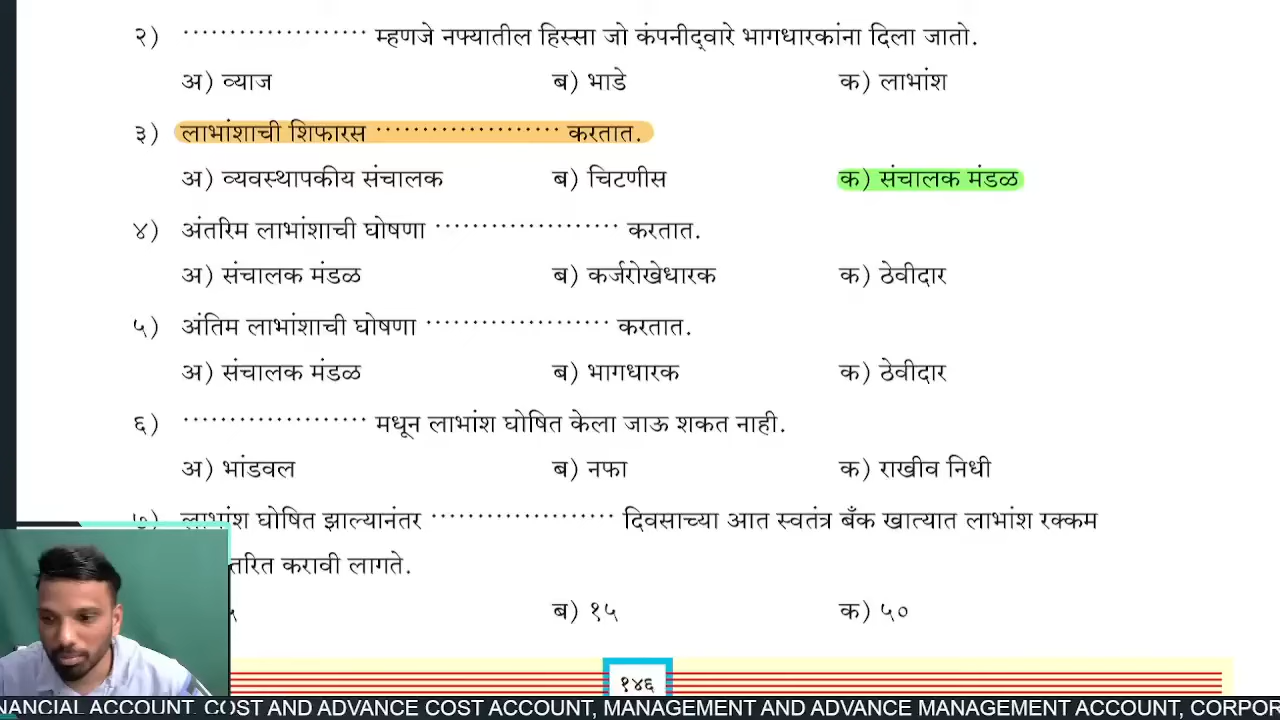 २) .................... म्हणजे नफ्यातील हिस्सा जो कंपनीद्‌वारे भागधारकांना दिला जातो.
अ) व्याज ब) भाडे क) लाभांश
३) लाभांशाची शिफारस .................... करतात.
अ) व्यवस्थापकीय संचालक ब) चिटणीस क) संचालक मंडळ
४) अंतरिम लाभांशाची घोषणा .................... करतात.
अ) संचालक मंडळ ब) कर्जरोखेधारक क) ठेवीदार
५) अंतिम लाभांशाची घोषणा .................... करतात.
अ) संचालक मंडळ ब) भागधारक क) ठेवीदार
६) .................... मधून लाभांश घोषित केला जाऊ शकत नाही.
अ) भांडवल ब) नफा क) राखीव निधी
७) लाभांश घोषित झाल्यानंतर .................... दिवसाच्या आत स्वतंत्र बँक खात्यात लाभांश रक्कम
तरित करावी लागते.
५ ब) १५ क) ५०
१४६
NANCIAL ACCOUNT, COST AND ADVANCE COST ACCOUNT, MANAGEMENT AND ADVANCE MANAGEMENT ACCOUNT, CORPOR